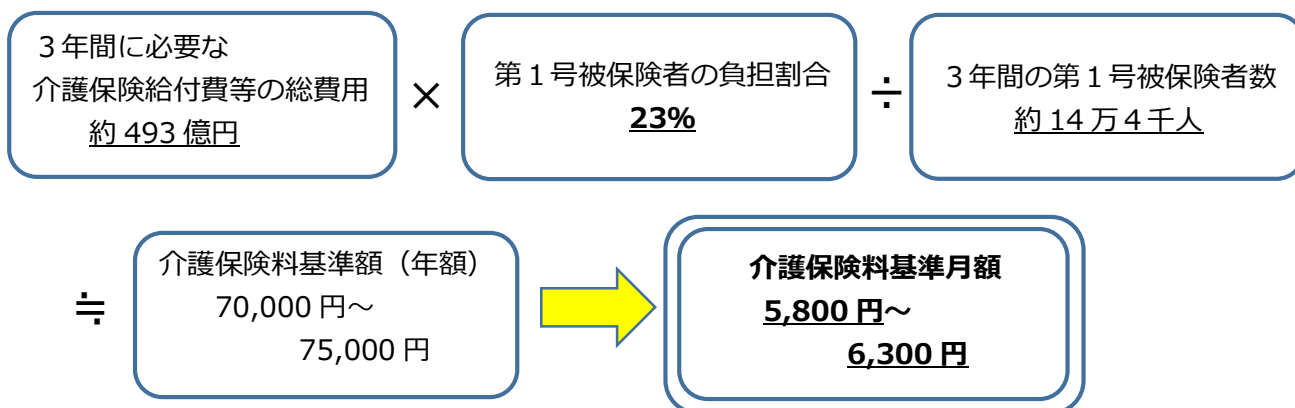 ３年間に必要な
介護保険給付費等の総費用
約 493 億円
×
第１号被保険者の負担割合
23%
÷
３年間の第１号被保険者数
約 14 万４千人
≒
介護保険料基準額（年額）
70,000 円～
75,000 円
介護保険料基準月額
5,800 円～
6,300 円